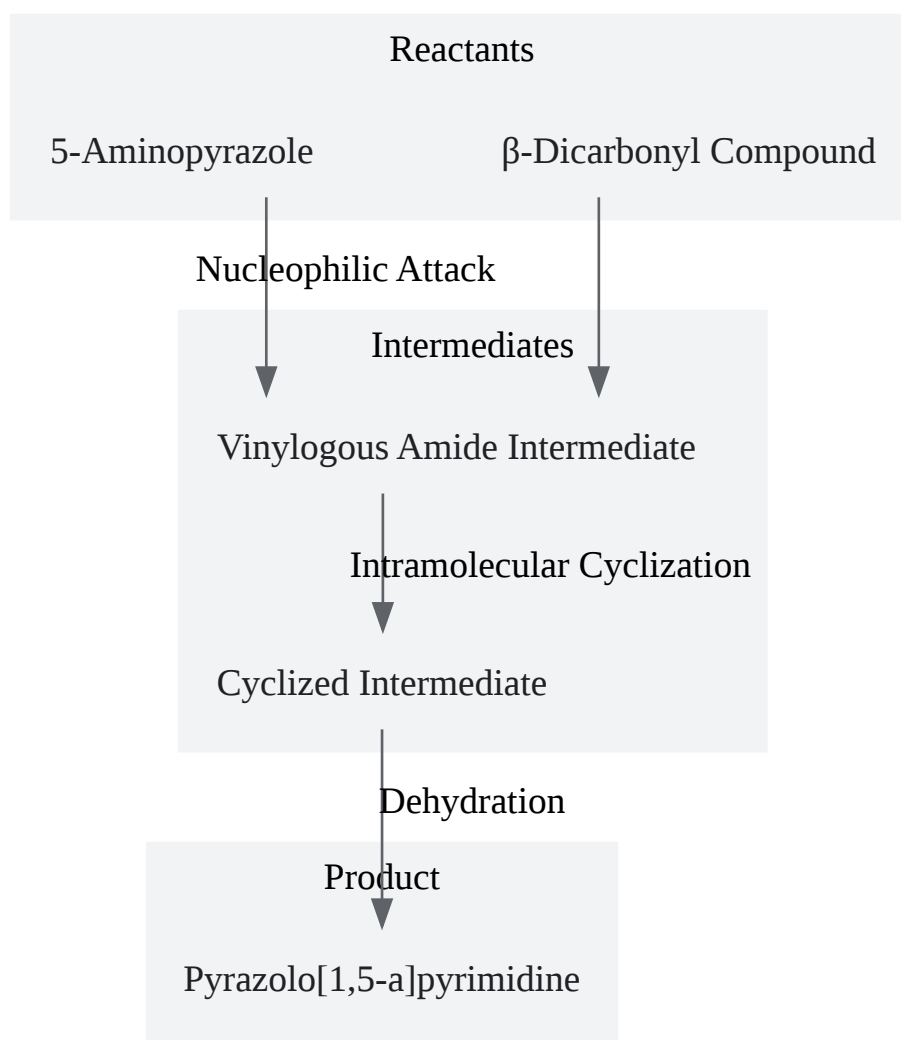 Reactants
5-Aminopyrazole
β-Dicarbonyl Compound
Nucleophilic Attack
Intermediates
Vinylogous Amide Intermediate
Intramolecular Cyclization
Cyclized Intermediate
Dehydration
Product
Pyrazolo[1,5-a]pyrimidine